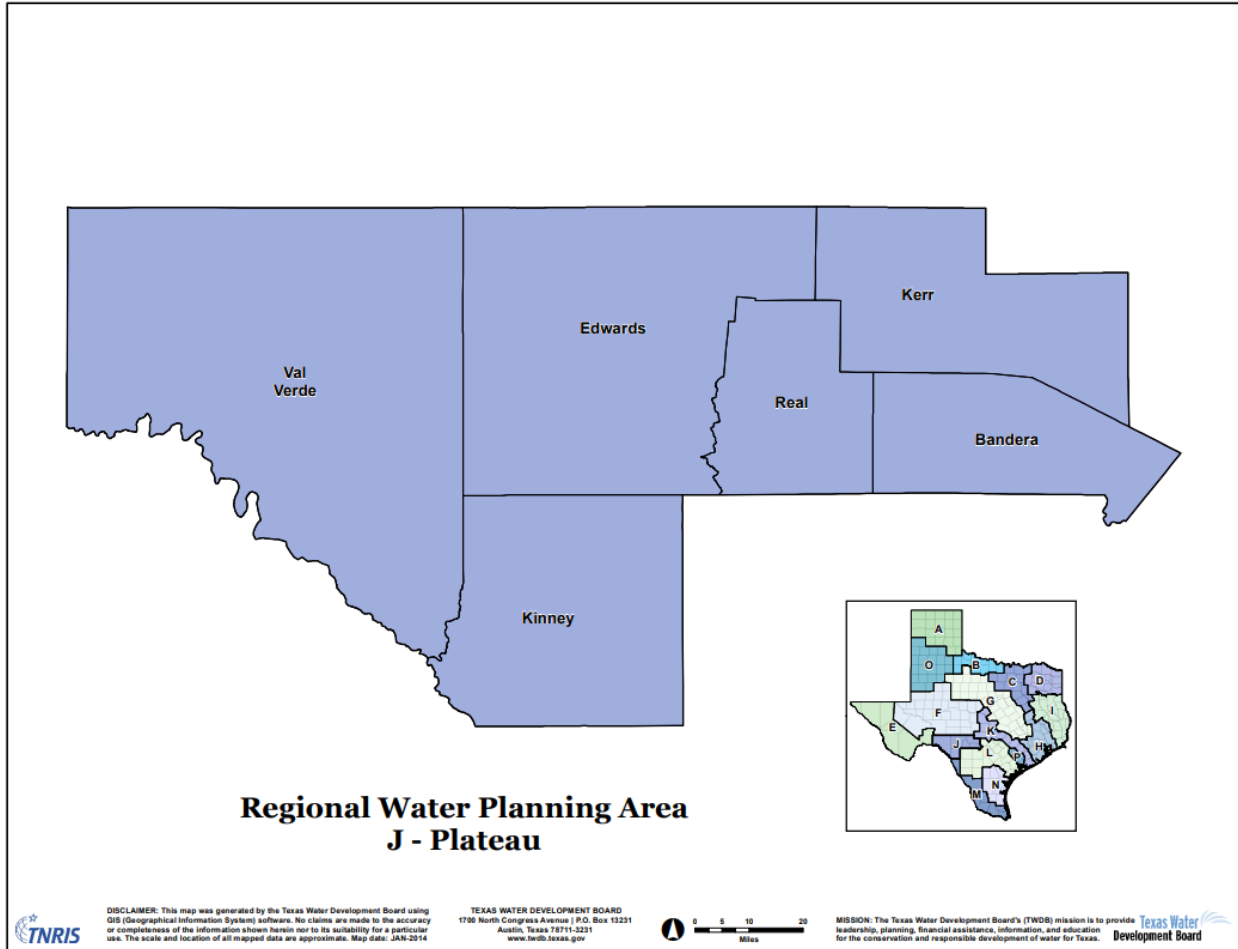 Kerr
Edwards
Val
Verde
Real
Bandera
Kinney
A
O
B
C
D
G
I
F
E
K
J
H
L
P
N
M
Regional Water Planning Area
J - Plateau
TNRIS
DISCLAIMER: This map was generated by the Texas Water Development Board using
GIS (Geographical Information System) software. No claims are made to the accuracy
or completeness of the information shown herein nor to its suitability for a particular
use. The scale and location of all mapped data are approximate. Map date: JAN-2014
TEXAS WATER DEVELOPMENT BOARD
1700 North Congress Avenue | P.O. Box 13231
Austin, Texas 78711-3231
www.twdb.texas.gov
0 5 10 20
Miles
MISSION: The Texas Water Development Board's (TWDB) mission is to provide
leadership, planning, financial assistance, information, and education
for the conservation and responsible development of water for Texas.
Texas Water
Development Board